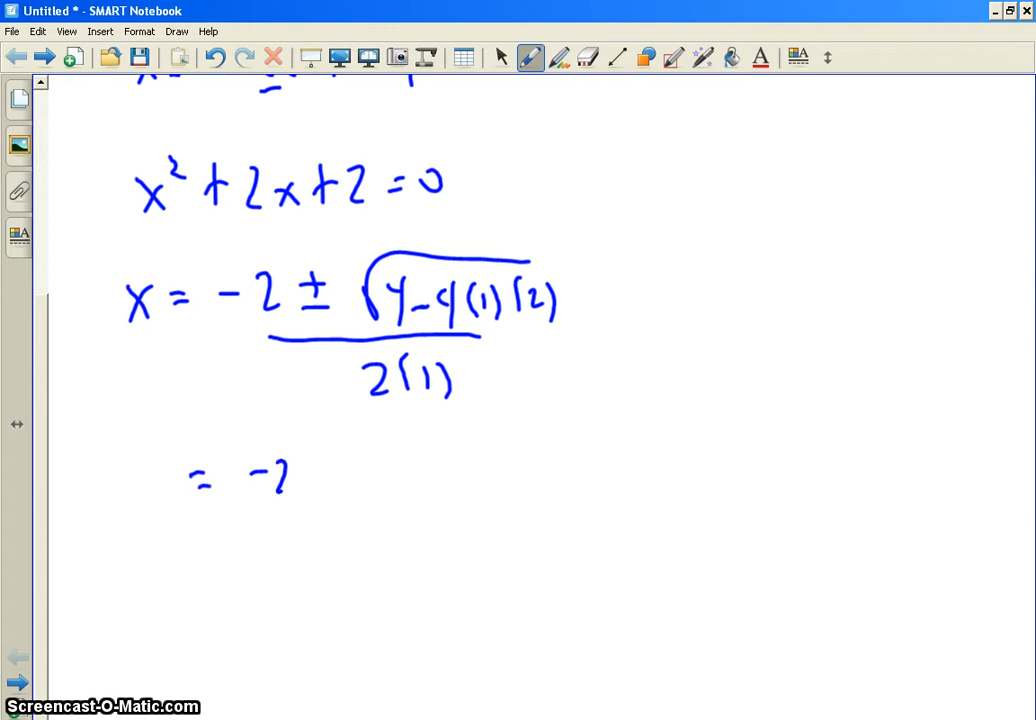 Untitled * - SMART Notebook
File Edit View Insert Format Draw Help
x² + 2x + 2 = 0
x = -2 ± √4-4(1)(2)
2(1)
= -2
Screencast-O-Matic.com